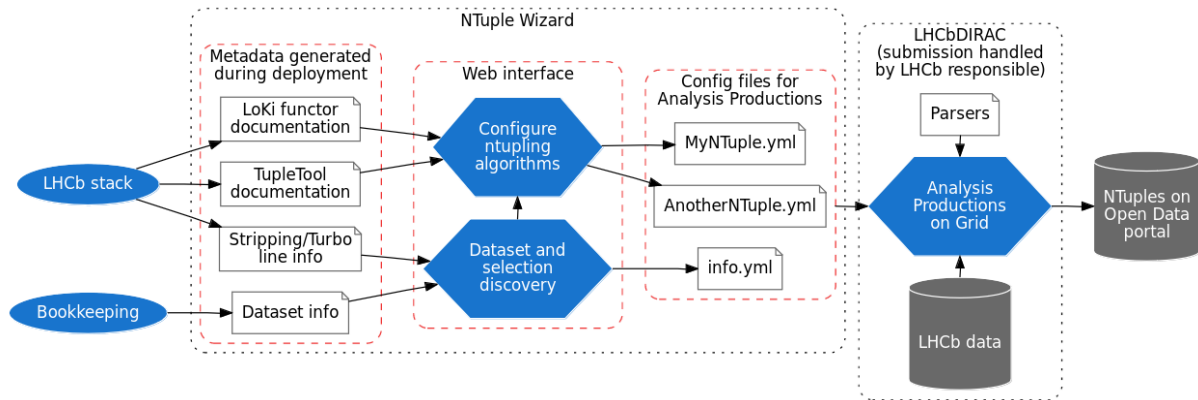 NTuple Wizard
Metadata generated
during deployment
LoKi functor
documentation
TupleTool
documentation
Stripping/Turbo
line info
Dataset info
LHCb stack
Bookkeeping
Web interface
Configure
ntupling
algorithms
Dataset and
selection
discovery
Config files for
Analysis Productions
MyNTuple.yml
AnotherNTuple.yml
info.yml
LHCbDIRAC
(submission handled
by LHCb responsible)
Parsers
Analysis
Productions
on Grid
LHCb data
NTuples on
Open Data
portal